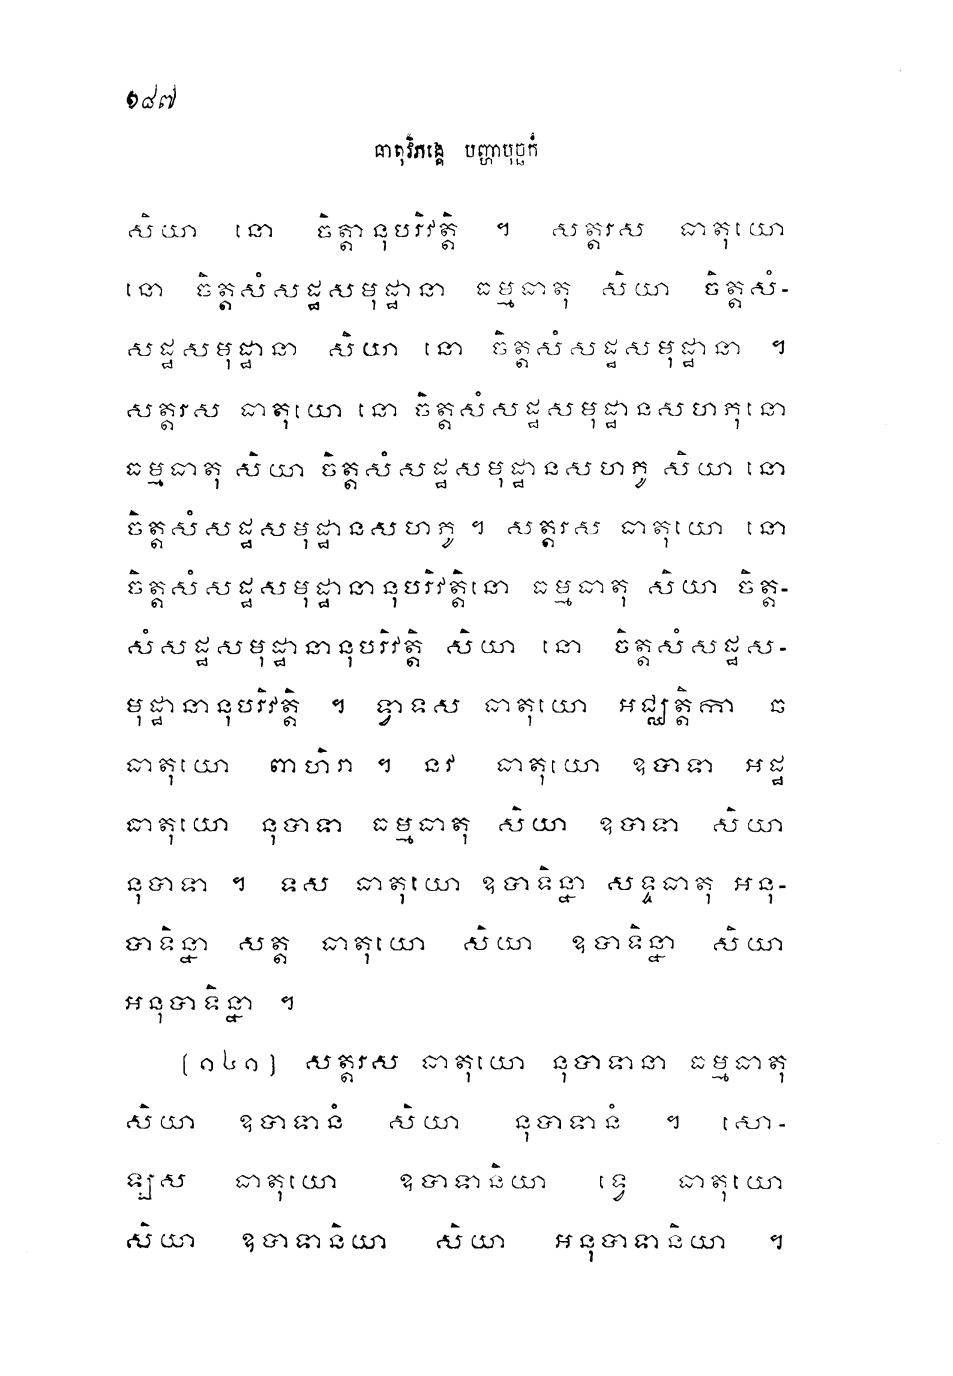 ១៨៧
ធាតុវិភង្គេ បញ្ហាបុច្ឆកំ
សិយា នោ ចិត្តានុបរិវត្តិ ។ សត្តរស ធាតុយោ
នោ ចិត្តសំសដ្ឋសមុដ្ឋានា ធម្មធាតុ សិយា ចិត្តសំ-
សដ្ឋសមុដ្ឋានា សិយា នោ ចិត្តសំសដ្ឋសមុដ្ឋានា ។
សត្តរស ធាតុយោ នោ ចិត្តសំសដ្ឋសមុដ្ឋានសហភុនោ
ធម្មធាតុ សិយា ចិត្តសំសដ្ឋសមុដ្ឋានសហភូ សិយា នោ
ចិត្តសំសដ្ឋសមុដ្ឋានសហភូ ។ សត្តរស ធាតុយោ នោ
ចិត្តសំសដ្ឋសមុដ្ឋានានុបរិវត្តិនោ ធម្មធាតុ សិយា ចិត្ត-
សំសដ្ឋសមុដ្ឋានានុបរិវត្តិ សិយា នោ ចិត្តសំសដ្ឋស-
មុដ្ឋានានុបរិវត្តិ ។ ទ្វាទស ធាតុយោ អជ្ឈត្តិកា ឆ
ធាតុយោ ពាហិរា ។ នវ ធាតុយោ ឧបាទា អដ្ឋ
ធាតុយោ នុបាទា ធម្មធាតុ សិយា ឧបាទា សិយា
នុបាទា ។ ទស ធាតុយោ ឧបាទិន្នា សទ្ទធាតុ អនុ-
បាទិន្នា សត្ត ធាតុយោ សិយា ឧបាទិន្នា សិយា
អនុបាទិន្នា ។
(១៤១) សត្តរស ធាតុយោ នុបាទានា ធម្មធាតុ
សិយា ឧបាទានំ សិយា នុបាទានំ ។ សោ-
ឡស ធាតុយោ ឧបាទានិយា ទ្វេ ធាតុយោ
សិយា ឧបាទានិយា សិយា អនុបាទានិយា ។